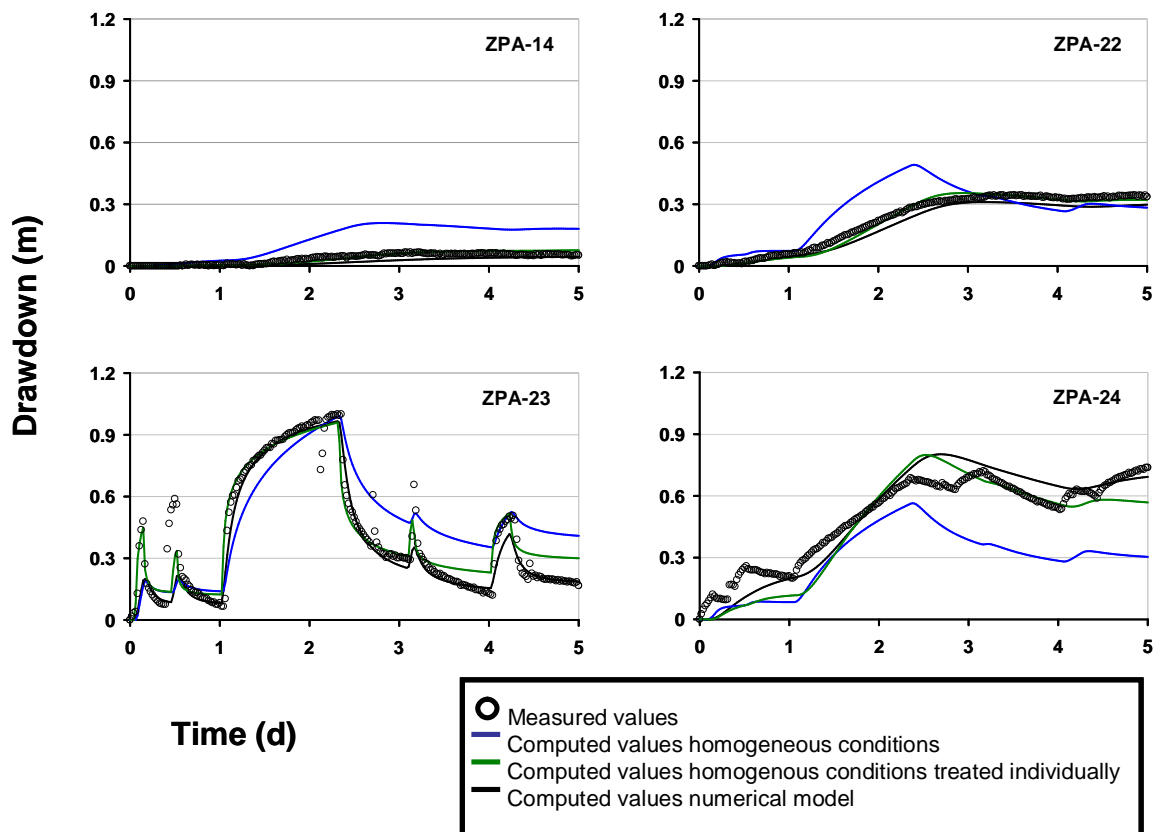 1.2
ZPA-14
0.9
0.6
0.3
0
0 1 2 3 4 5
1.2
ZPA-22
0.9
0.6
0.3
0
0 1 2 3 4 5
Drawdown (m)
1.2
ZPA-23
0.9
0.6
0.3
0
0 1 2 3 4 5
1.2
ZPA-24
0.9
0.6
0.3
0
0 1 2 3 4 5
Time (d)
Measured values
Computed values homogeneous conditions
Computed values homogenous conditions treated individually
Computed values numerical model